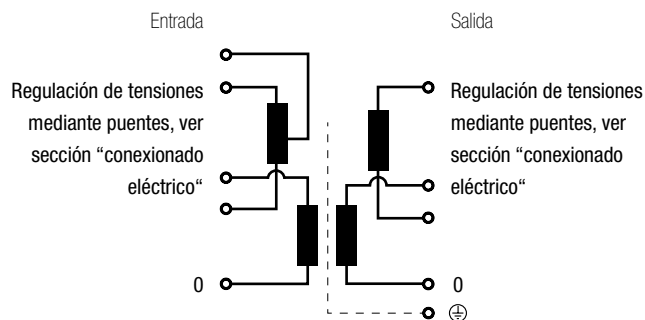 Entrada
Salida
Regulación de tensiones
mediante puentes, ver
sección “conexionado
eléctrico“
Regulación de tensiones
mediante puentes, ver
sección “conexionado
eléctrico“
0
0